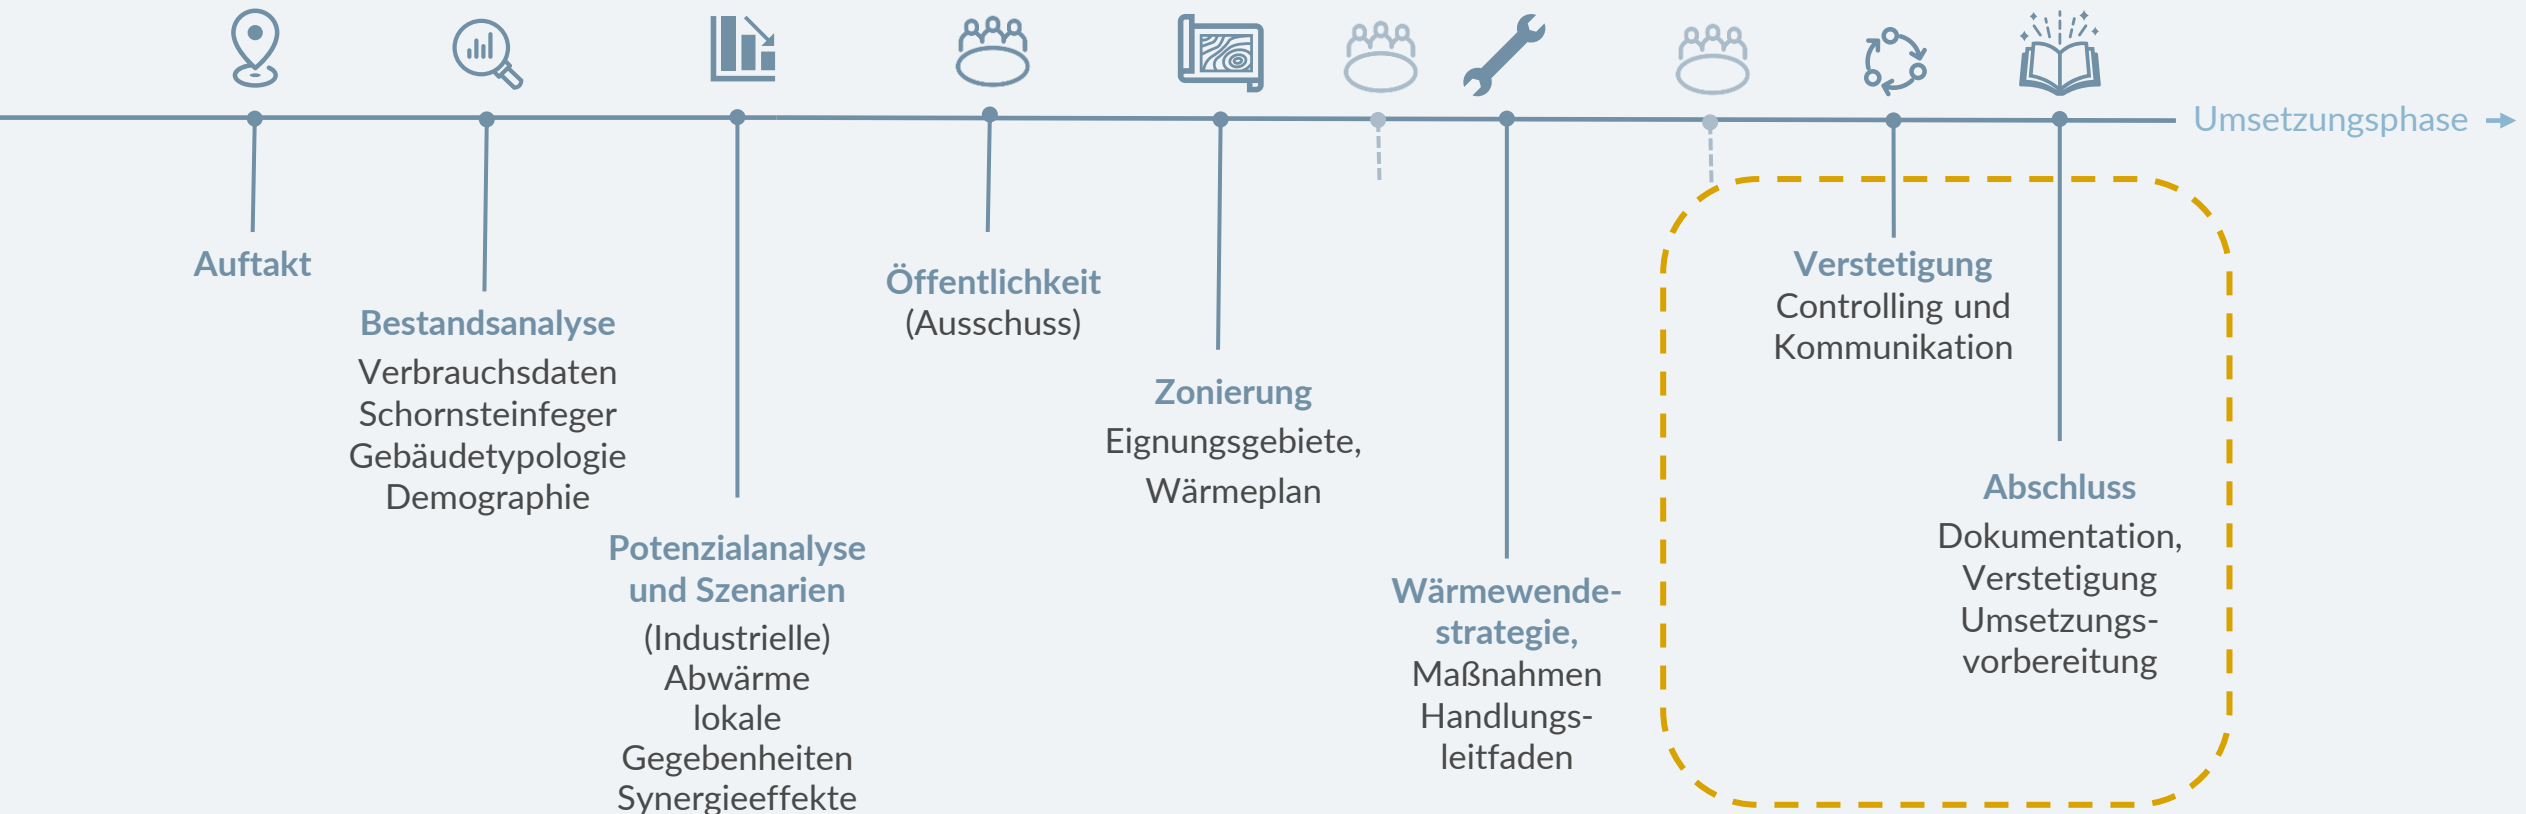 Umsetzungsphase
Auftakt
Bestandsanalyse
Verbrauchsdaten
Schornsteinfeger
Gebäudetypologie
Demographie
Potenzialanalyse
und Szenarien
(Industrielle)
Abwärme
lokale
Gegebenheiten
Synergieeffekte
Öffentlichkeit
(Ausschuss)
Zonierung
Eignungsgebiete,
Wärmeplan
Wärmewende-
strategie,
Maßnahmen
Handlungs-
leitfaden
Verstetigung
Controlling und
Kommunikation
Abschluss
Dokumentation,
Verstetigung
Umsetzungs-
vorbereitung